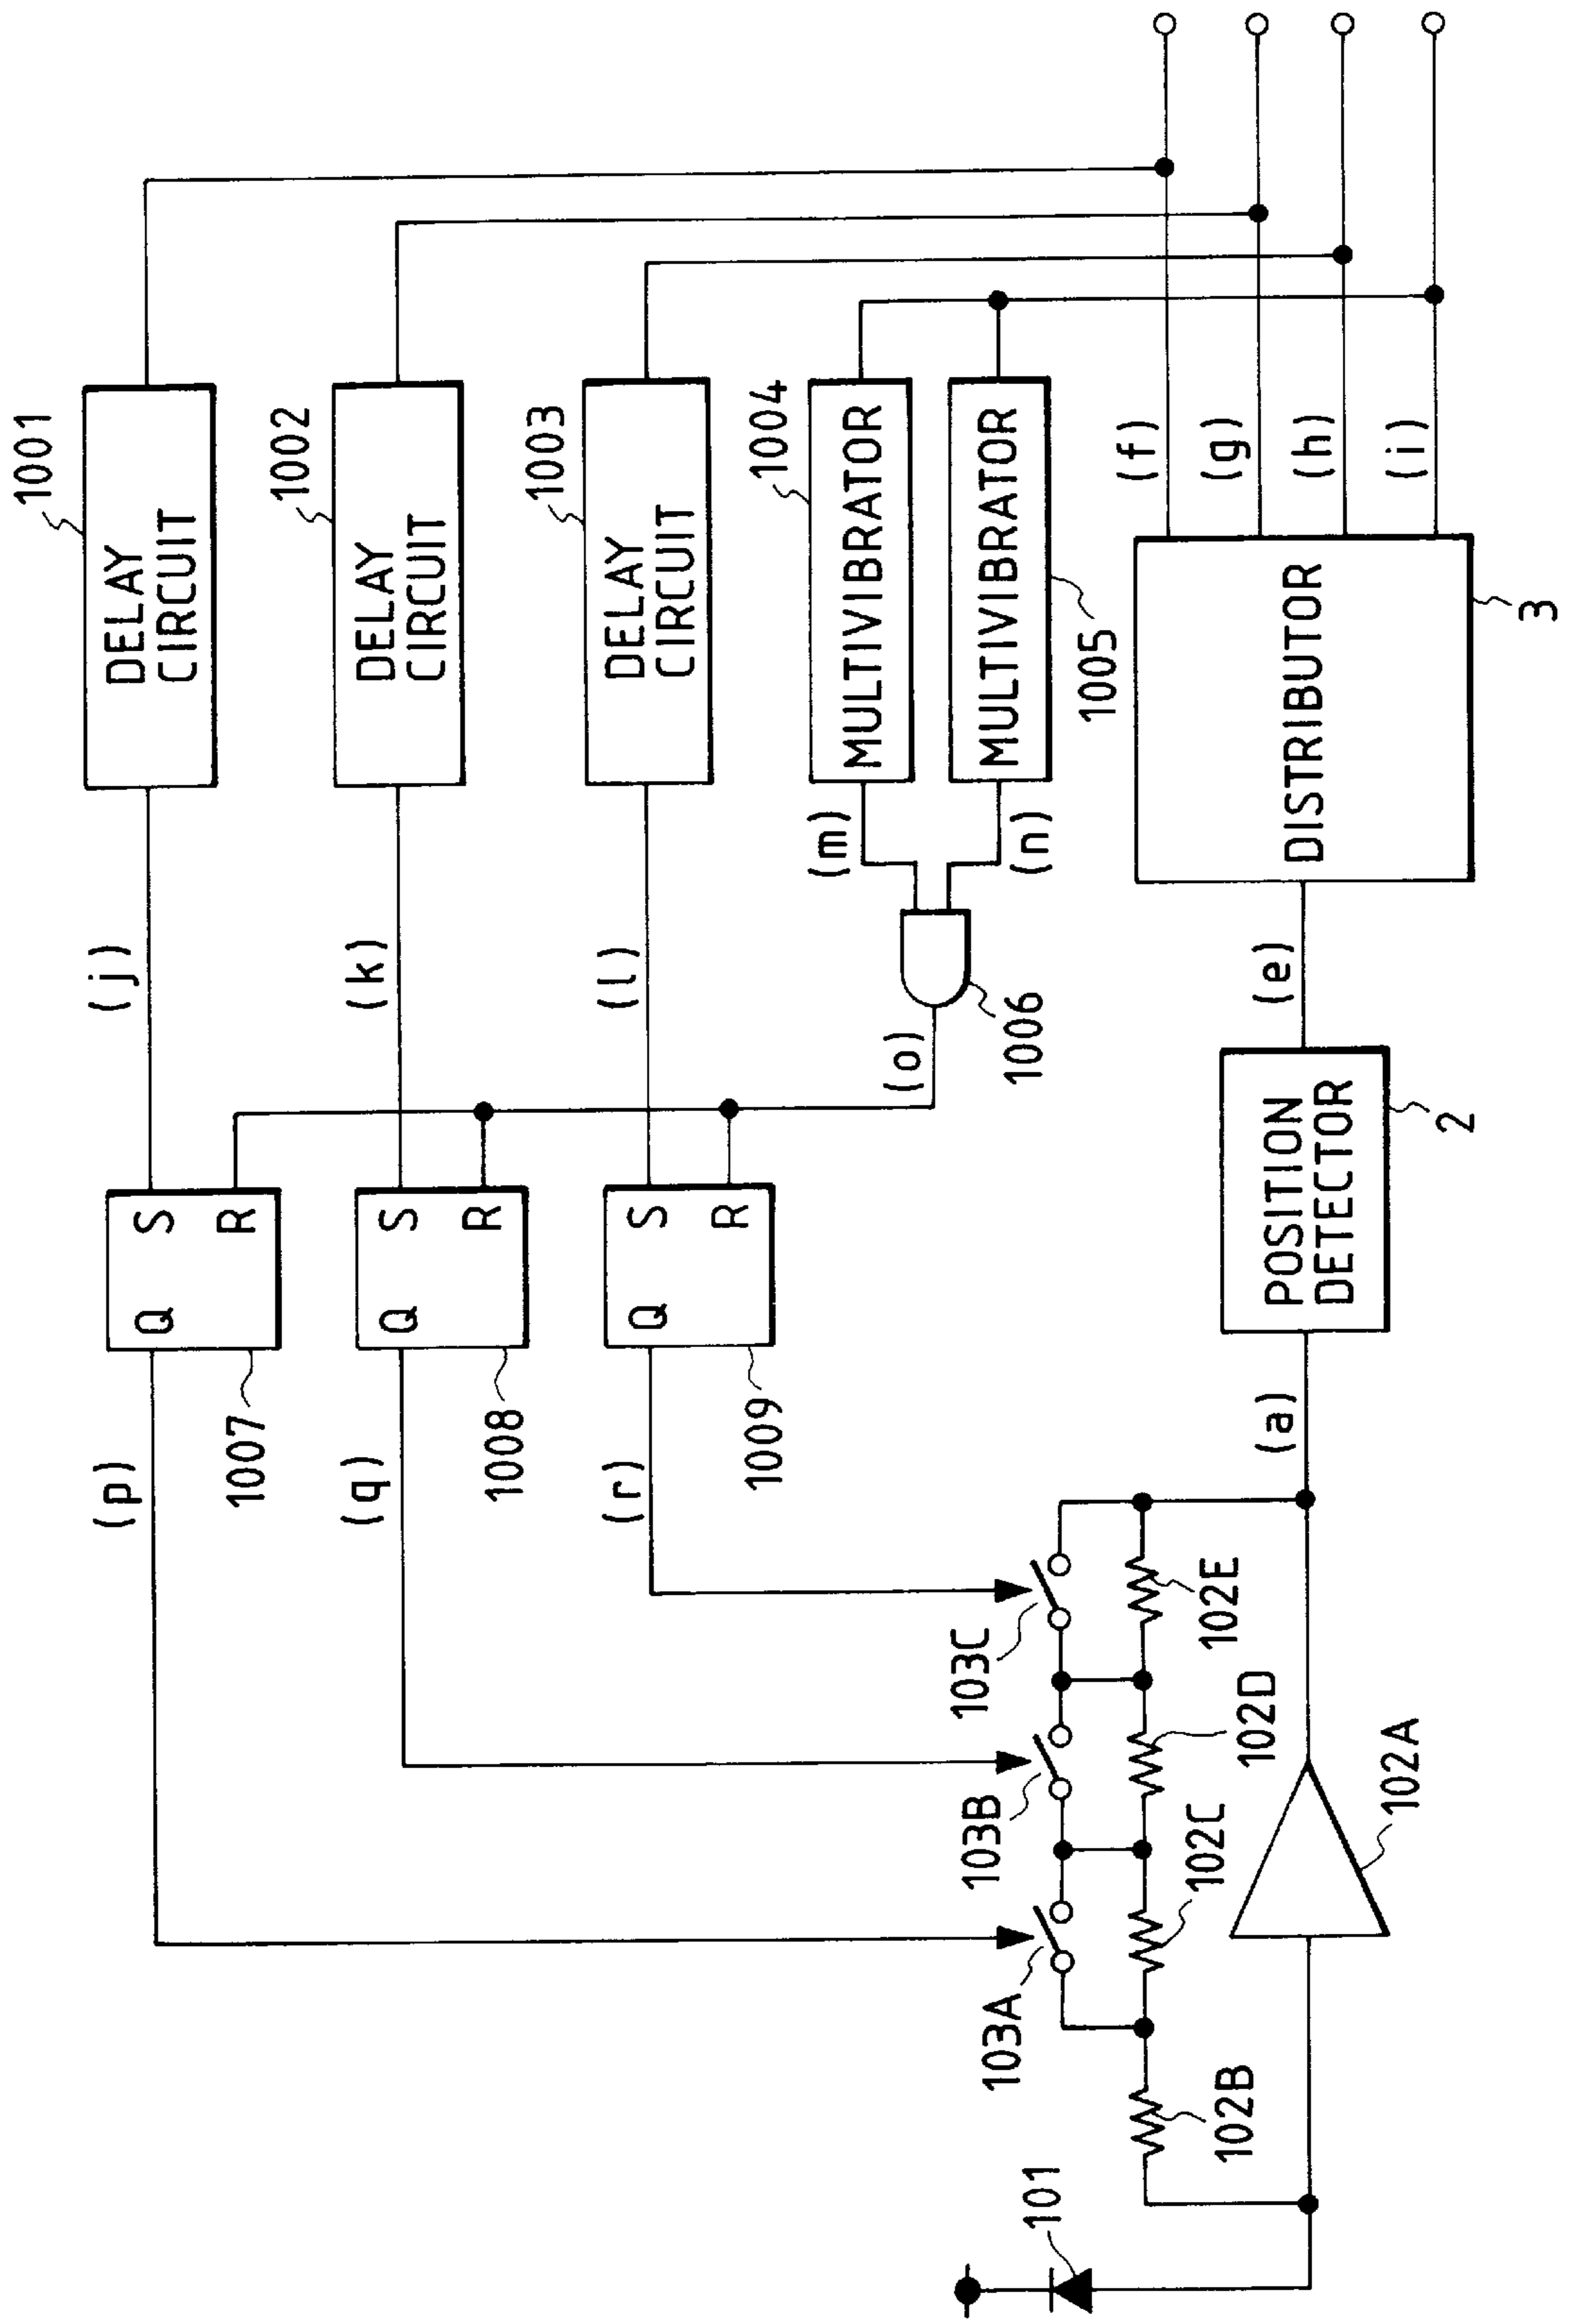 1001
DELAY
CIRCUIT
(j)
S
R
Q
1007
(p)
1002
DELAY
CIRCUIT
(k)
S
R
Q
1008
(q)
1003
DELAY
CIRCUIT
(l)
S
R
Q
1009
(r)
1004
MULTIVIBRATOR
(m)
MULTIVIBRATOR
1005
(n)
1006
(o)
103A
103B
103C
102B
102C
102D
102E
101
102A
(a)
POSITION
DETECTOR
2
(e)
DISTRIBUTOR
3
(f)
(g)
(h)
(i)